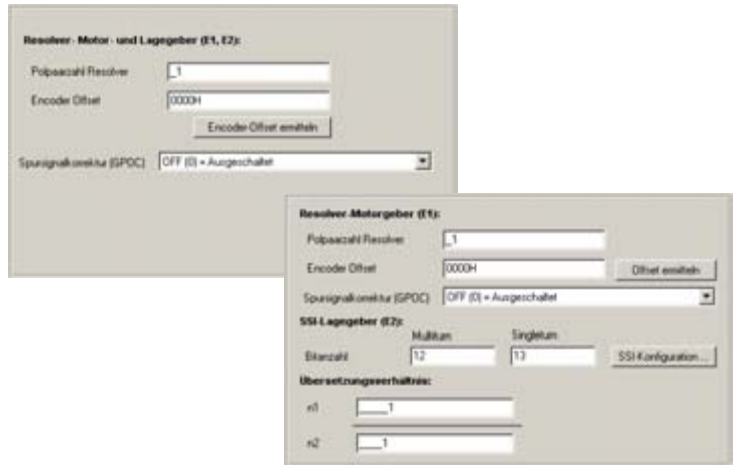 Resolver- Motor- und Lagegeber (E1, E2):
Polpaarzahl Resolver _1
Encoder Offset 0000H
Encoder-Offset ermitteln
Spursignalkorrektur (GPOC) OFF (0) = Ausgeschaltet
Resolver-Motorgeber (E1):
Polpaarzahl Resolver _1
Encoder Offset 0000H Offset ermitteln
Spursignalkorrektur (GPOC) OFF (0) = Ausgeschaltet
SSI-Lagegeber (E2):
Multiturn Singleturn
Bitanzahl 12 13 SSI-Konfiguration ...
Übersetzungsverhältnis:
n1 ____1
n2 ___1